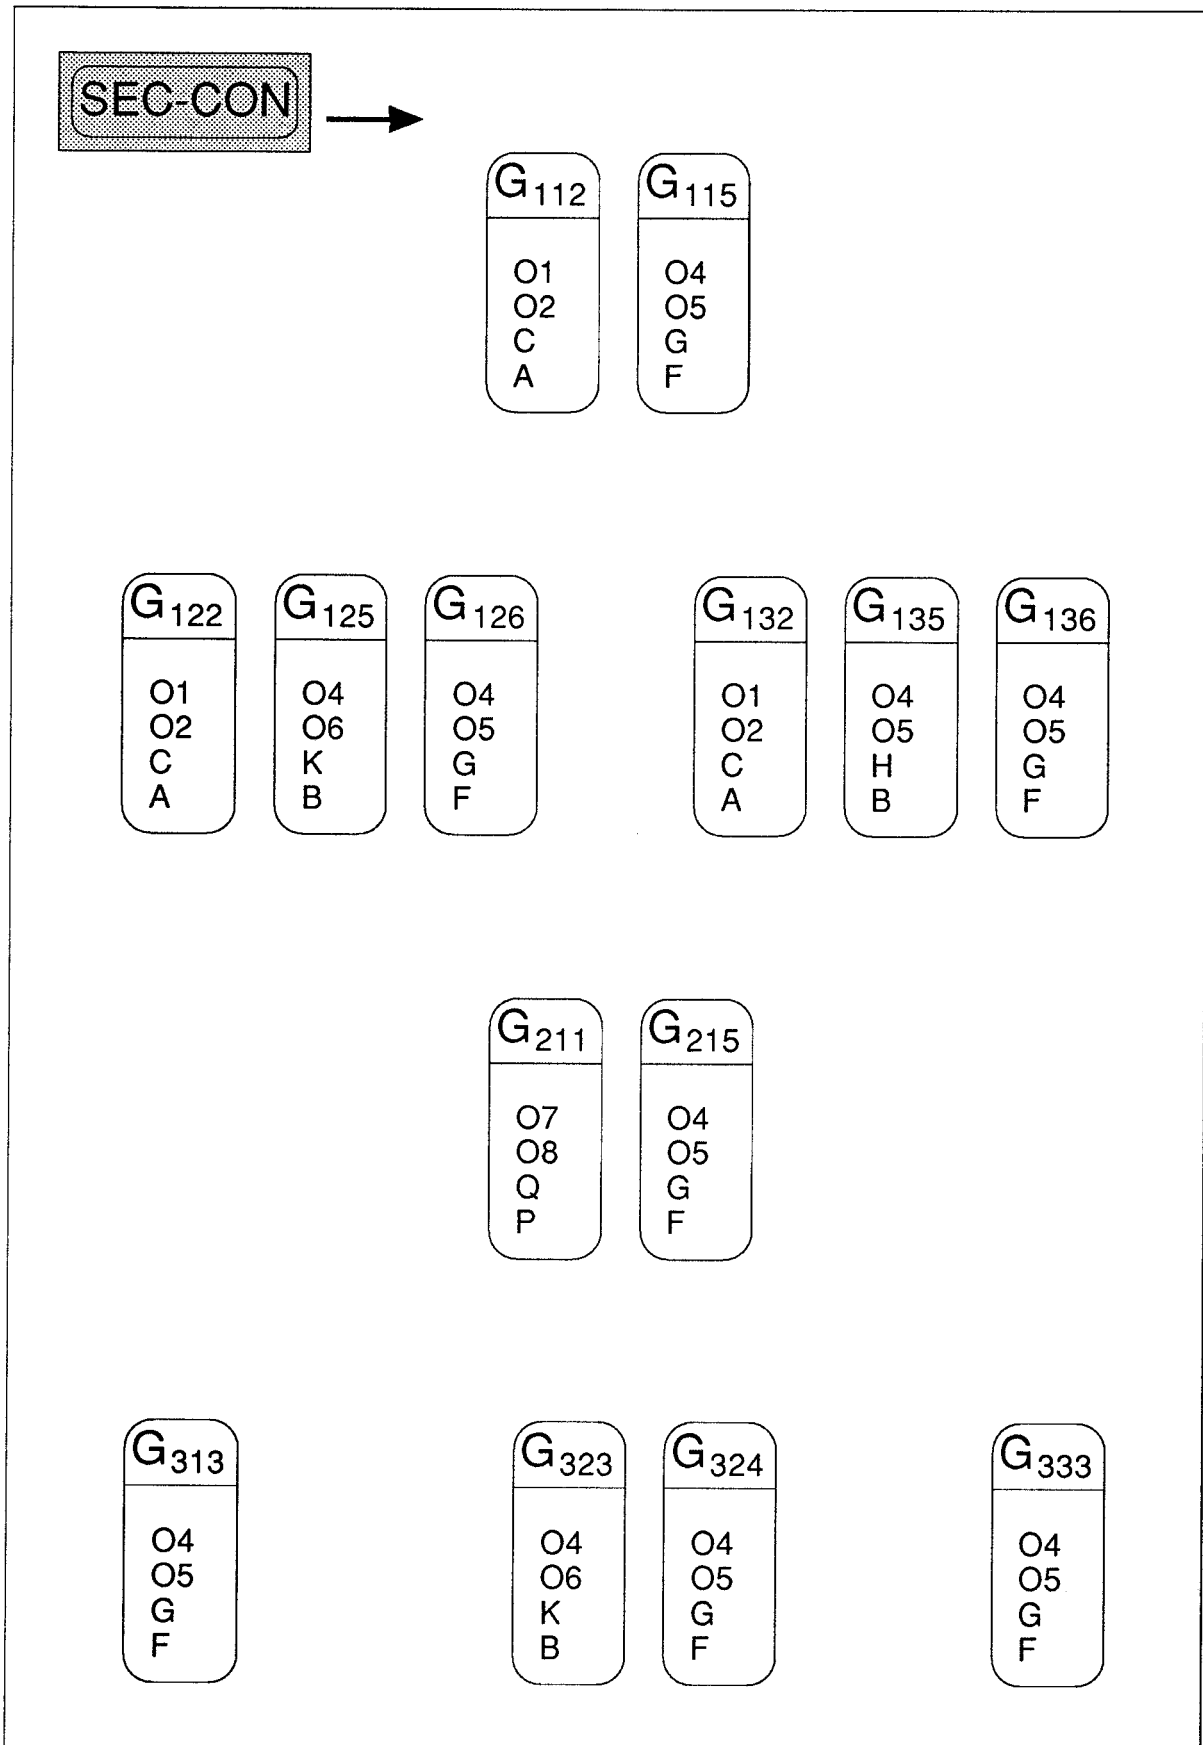 SEC-CON
G112 G115
O1 O4
O2 O5
C G
A F
G122 G125 G126 G132 G135 G136
O1 O4 O4 O1 O4 O4
O2 O6 O5 O2 O5 O5
C K G C H G
A B F A B F
G211 G215
O7 O4
O8 O5
Q G
P F
G313 G323 G324 G333
O4 O4 O4 O4
O5 O6 O5 O5
G K G G
F B F F